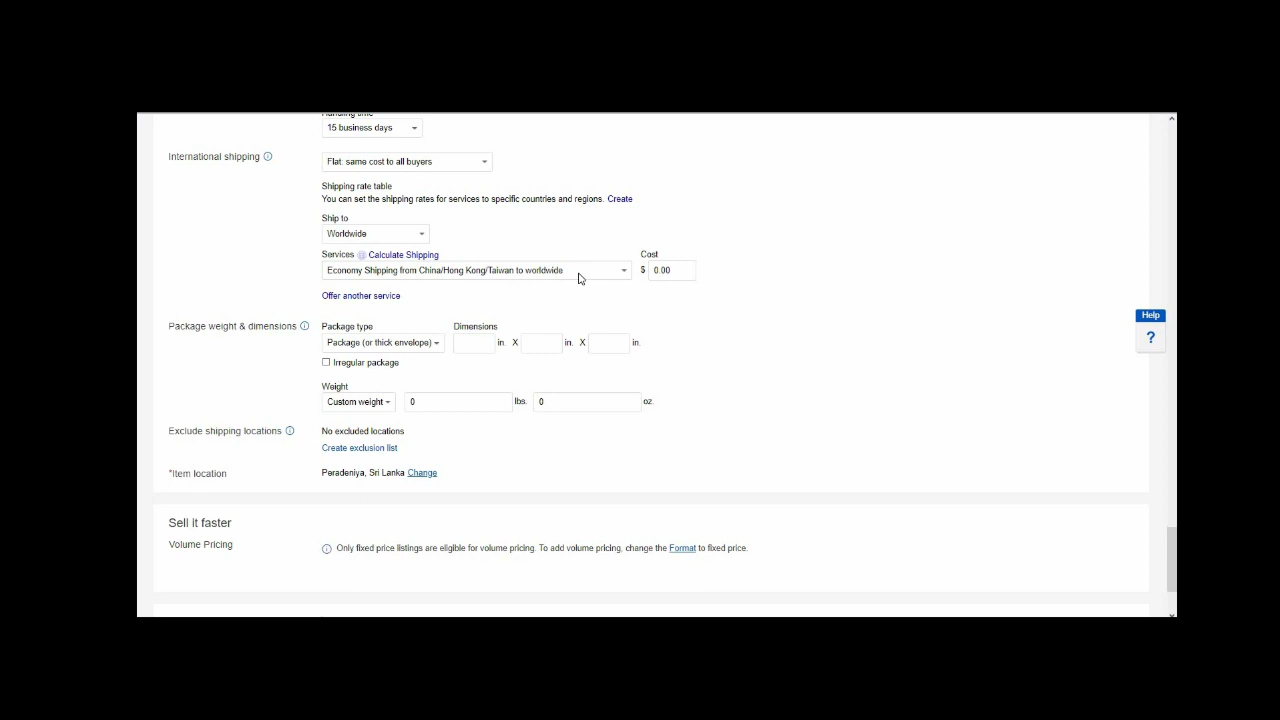 Handling time
15 business days
International shipping
Flat: same cost to all buyers
Shipping rate table
You can set the shipping rates for services to specific countries and regions. Create
Ship to
Worldwide
Services Calculate Shipping Cost
Economy Shipping from China/Hong Kong/Taiwan to worldwide $ 0.00
Offer another service
Package weight & dimensions Package type Dimensions
Package (or thick envelope) in. X in. X in.
Irregular package
Weight
Custom weight 0 lbs. 0 oz.
Exclude shipping locations No excluded locations
Create exclusion list
*Item location Peradeniya, Sri Lanka Change
Sell it faster
Volume Pricing Only fixed price listings are eligible for volume pricing. To add volume pricing, change the Format to fixed price.
Help
?